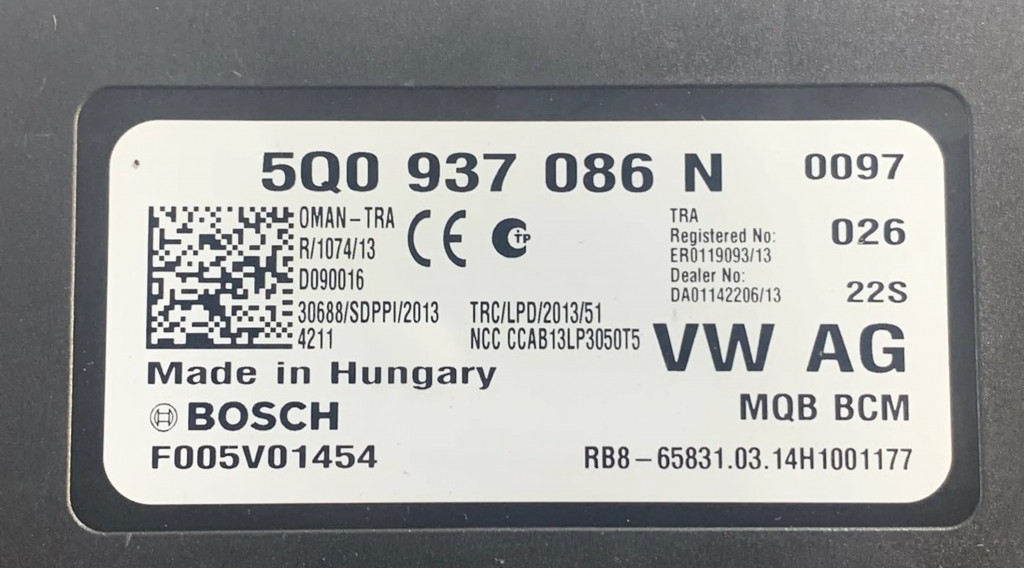 5Q0 937 086 N 0097
OMAN-TRA
R/1074/13
D090016
30688/SDPPI/2013
4211
CE
TP
TRC/LPD/2013/51
NCC CCAB13LP3050T5
TRA
Registered No:
ER0119093/13
Dealer No:
DA01142206/13
026
22S
VW AG
MQB BCM
Made in Hungary
BOSCH
F005V01454
RB8-65831.03.14H1001177